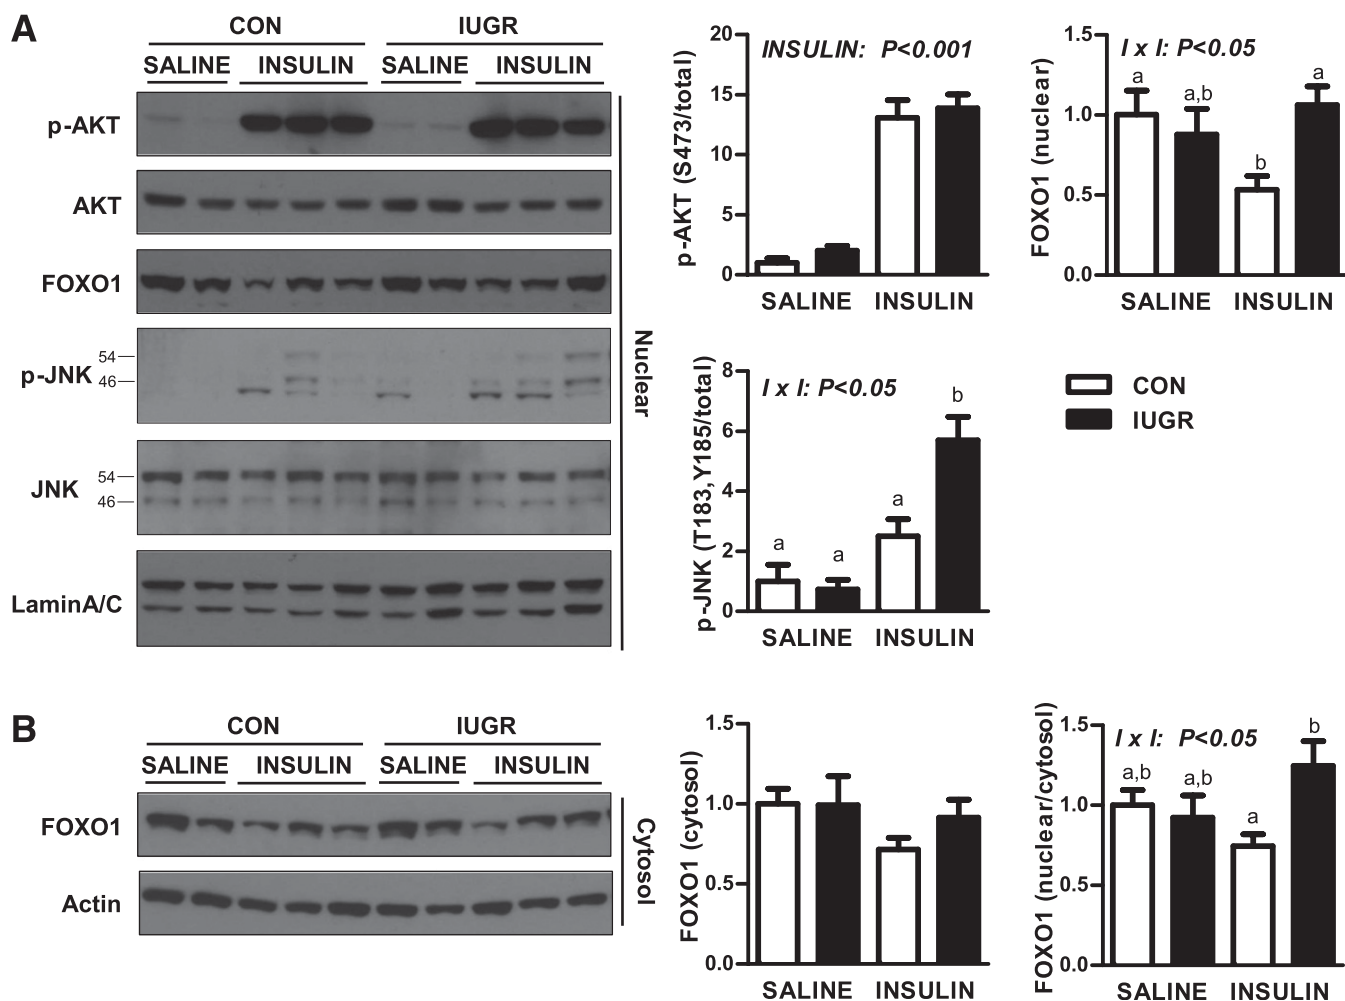 A
CON IUGR
SALINE INSULIN SALINE INSULIN
p-AKT
AKT
FOXO1
p-JNK
54
46
JNK
54
46
LaminA/C
Nuclear
p-AKT (S473/total)
20
15
10
5
0
INSULIN: P<0.001
SALINE INSULIN
FOXO1 (nuclear)
1.5
1.0
0.5
0.0
I x I: P<0.05
a
a,b
b
a
SALINE INSULIN
p-JNK (T183,Y185/total)
8
6
4
2
0
I x I: P<0.05
a
a
a
b
SALINE INSULIN
CON
IUGR
B
CON IUGR
SALINE INSULIN SALINE INSULIN
FOXO1
Actin
Cytosol
FOXO1 (cytosol)
1.5
1.0
0.5
0.0
SALINE INSULIN
FOXO1 (nuclear/cytosol)
1.5
1.0
0.5
0.0
I x I: P<0.05
a,b
a,b
a
b
SALINE INSULIN